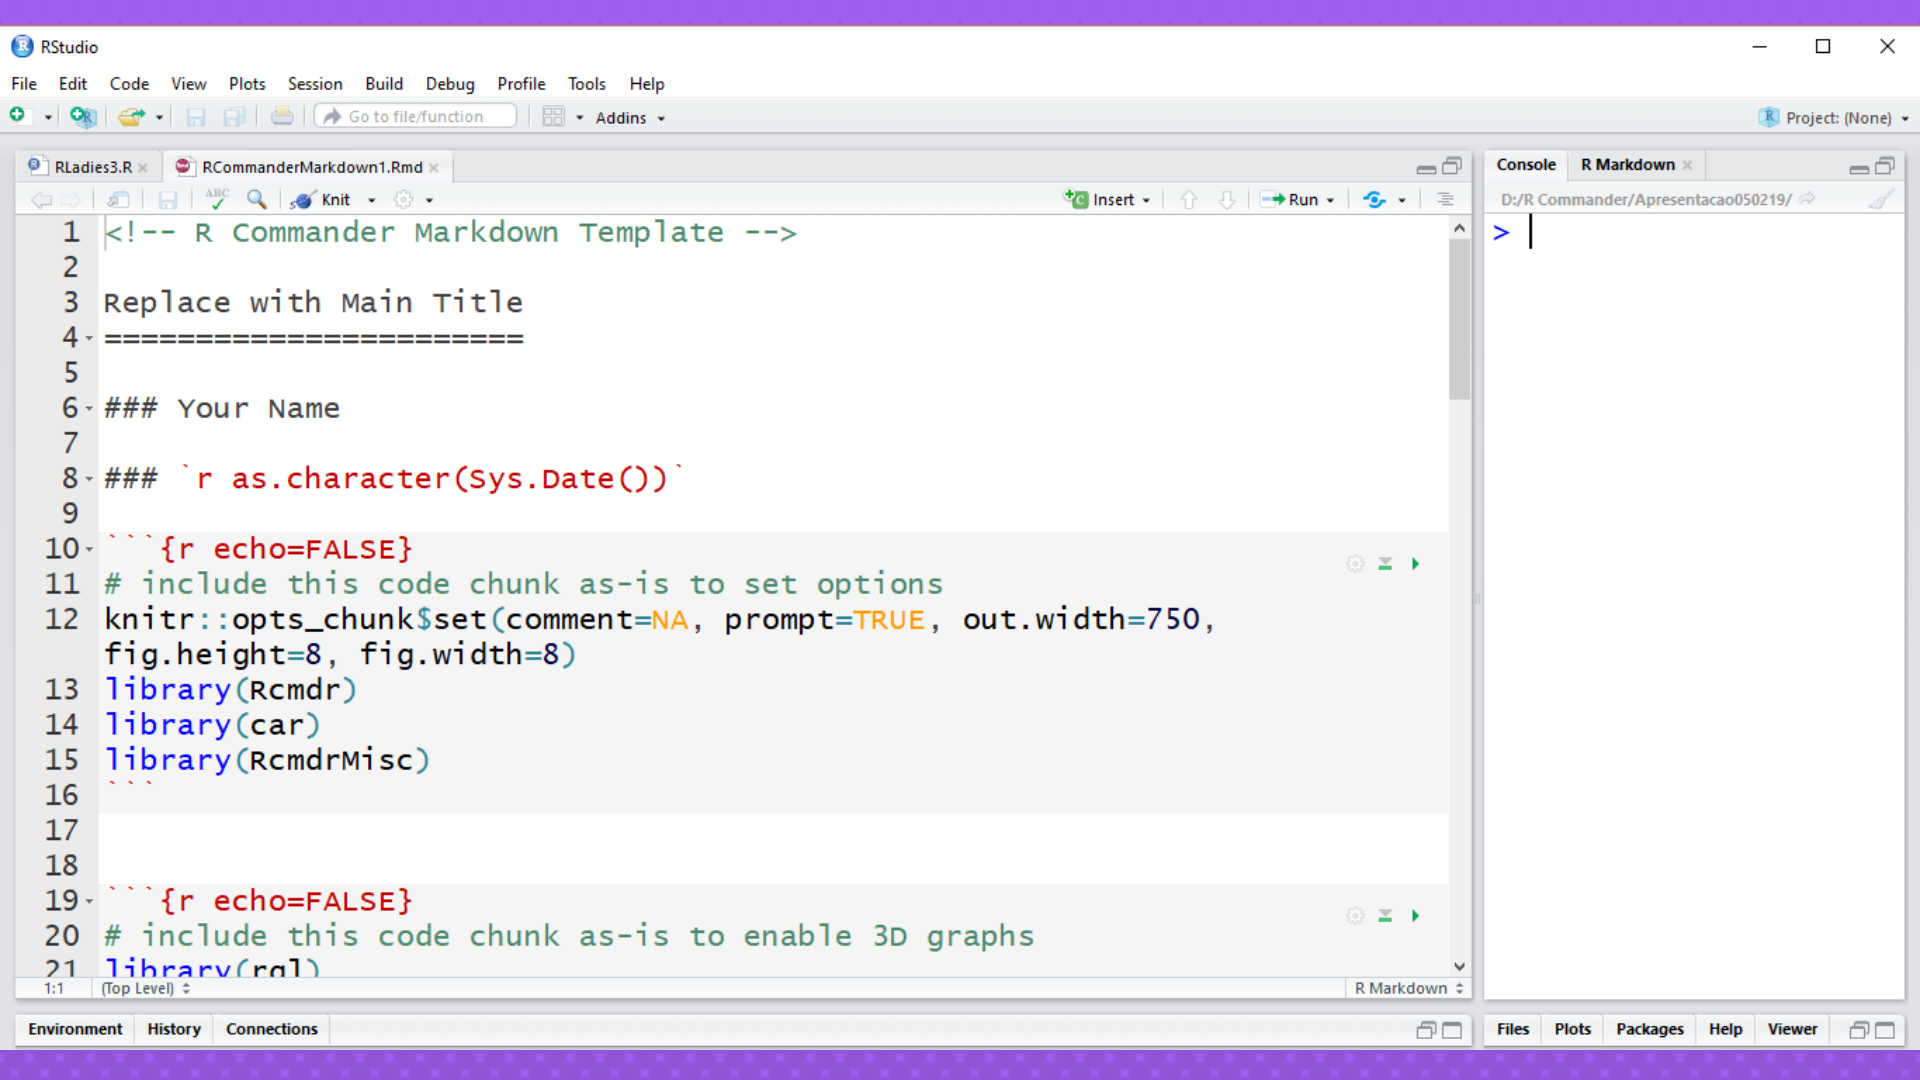 RStudio
File Edit Code View Plots Session Build Debug Profile Tools Help
Go to file/function Addins Project: (None)
RLadies3.R RCommanderMarkdown1.Rmd
ABC Knit Insert Run
1 <!-- R Commander Markdown Template -->
2
3 Replace with Main Title
4 =======================
5
6 ### Your Name
7
8 ### `r as.character(Sys.Date())`
9
10 ```{r echo=FALSE}
11 # include this code chunk as-is to set options
12 knitr::opts_chunk$set(comment=NA, prompt=TRUE, out.width=750,
fig.height=8, fig.width=8)
13 library(Rcmdr)
14 library(car)
15 library(RcmdrMisc)
16 ```
17
18
19 ```{r echo=FALSE}
20 # include this code chunk as-is to enable 3D graphs
21 library(rgl)
1:1 (Top Level) R Markdown
Environment History Connections
Console R Markdown
D:/R Commander/Apresentacao050219/
>
Files Plots Packages Help Viewer